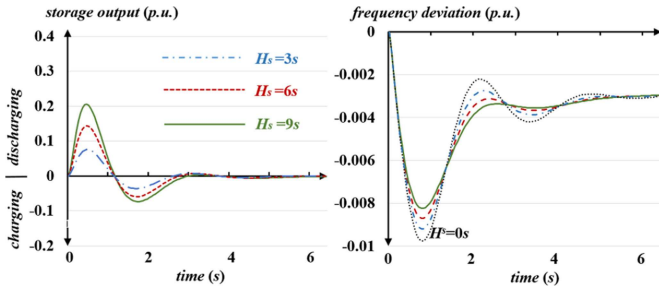 storage output (p.u.)
discharging
charging
0.4
0.3
0.2
0.1
0
-0.1
-0.2
Hs=3s
Hs=6s
Hs=9s
0
2
4
6
time (s)
frequency deviation (p.u.)
0
-0.002
-0.004
-0.006
-0.008
-0.01
Hs=0s
0
2
4
6
time (s)